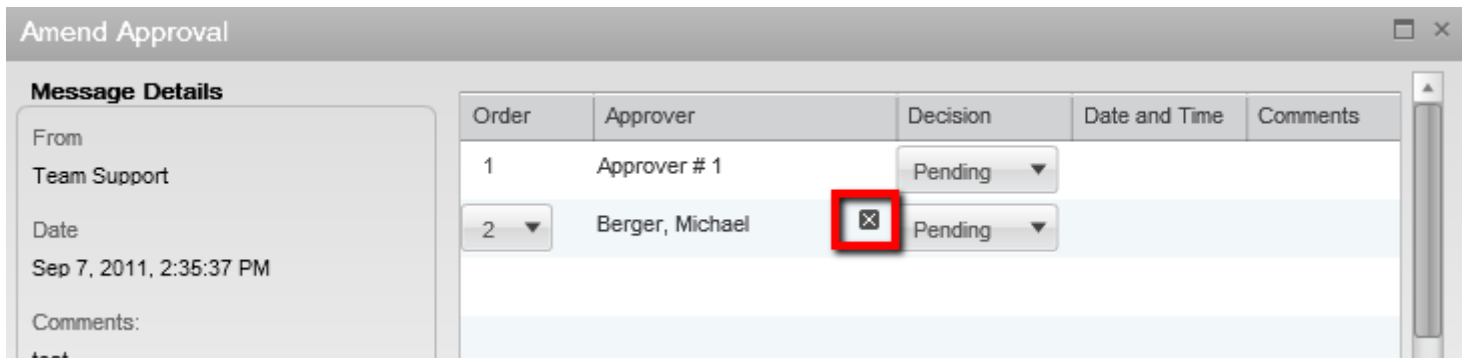 Amend Approval
Message Details
From
Team Support
Date
Sep 7, 2011, 2:35:37 PM
Comments:
Order Approver Decision Date and Time Comments
1 Approver # 1 Pending
2 Berger, Michael Pending